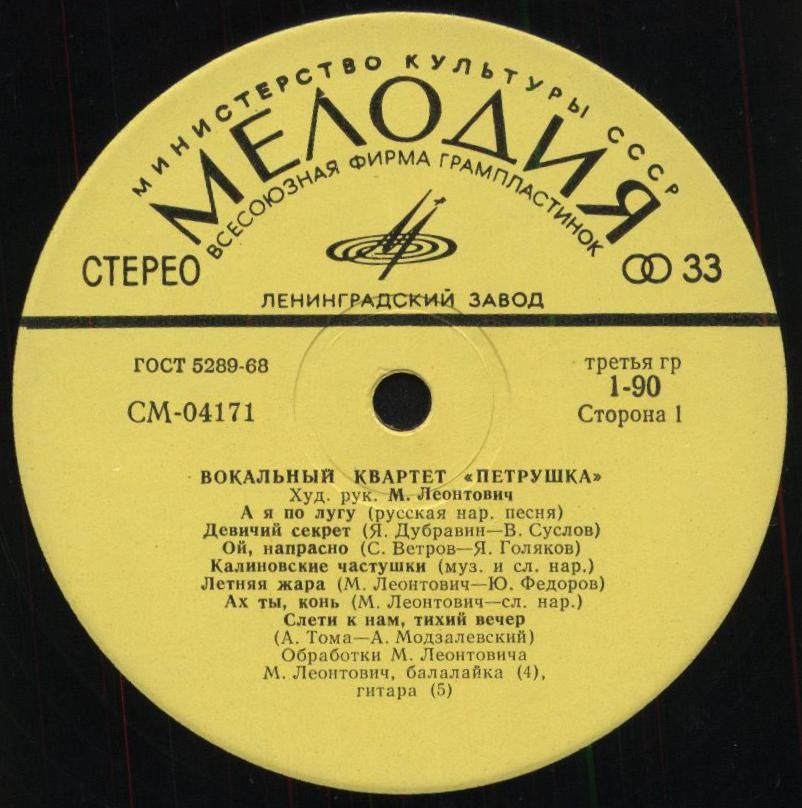 МИНИСТЕРСТВО КУЛЬТУРЫ СССР
МЕЛОДИЯ
ВСЕСОЮЗНАЯ ФИРМА ГРАМПЛАСТИНОК
СТЕРЕО
33
ЛЕНИНГРАДСКИЙ ЗАВОД
ГОСТ 5289-68
третья гр
1-90
СМ-04171
Сторона 1
ВОКАЛЬНЫЙ КВАРТЕТ «ПЕТРУШКА»
Худ. рук. М. Леонтович
А я по лугу (русская нар. песня)
Девичий секрет (Я. Дубравин—В. Суслов)
Ой, напрасно (С. Ветров—Я. Голяков)
Калиновские частушки (муз. и сл. нар.)
Летняя жара (М. Леонтович—Ю. Федоров)
Ах ты, конь (М. Леонтович—сл. нар.)
Слети к нам, тихий вечер
(А. Тома—А. Модзалевский)
Обработки М. Леонтовича
М. Леонтович, балалайка (4),
гитара (5)